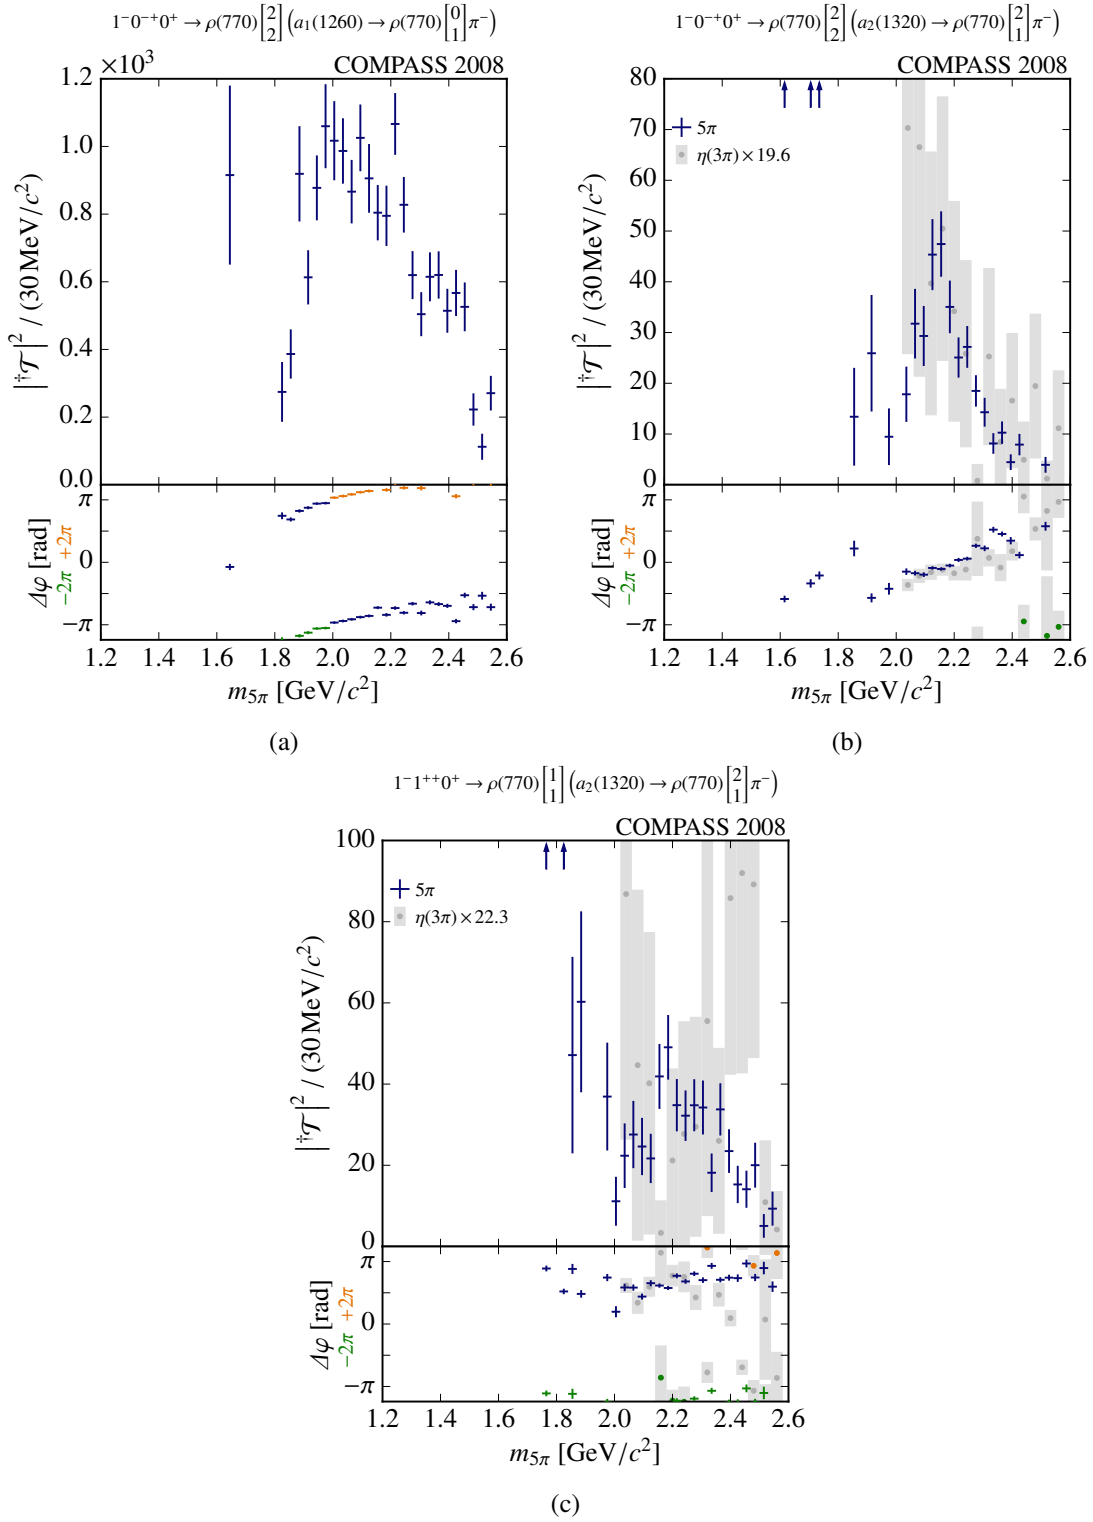 1⁻0⁻⁺0⁺ → ρ(770)[2 2](a₁(1260) → ρ(770)[0 1]π⁻)
×10³
COMPASS 2008
1.2
1.0
0.8
0.6
0.4
0.2
0.0
|†𝒯|² / (30 MeV/c²)
π
0
−π
Δφ [rad]
−2π +2π
1.2 1.4 1.6 1.8 2.0 2.2 2.4 2.6
m₅π [GeV/c²]
(a)
1⁻0⁻⁺0⁺ → ρ(770)[2 2](a₂(1320) → ρ(770)[2 1]π⁻)
COMPASS 2008
80
70
60
50
40
30
20
10
0
5π
η(3π) × 19.6
|†𝒯|² / (30 MeV/c²)
π
0
−π
Δφ [rad]
−2π +2π
1.2 1.4 1.6 1.8 2.0 2.2 2.4 2.6
m₅π [GeV/c²]
(b)
1⁻1⁺⁺0⁺ → ρ(770)[1 1](a₂(1320) → ρ(770)[2 1]π⁻)
COMPASS 2008
100
80
60
40
20
0
5π
η(3π) × 22.3
|†𝒯|² / (30 MeV/c²)
π
0
−π
Δφ [rad]
−2π +2π
1.2 1.4 1.6 1.8 2.0 2.2 2.4 2.6
m₅π [GeV/c²]
(c)